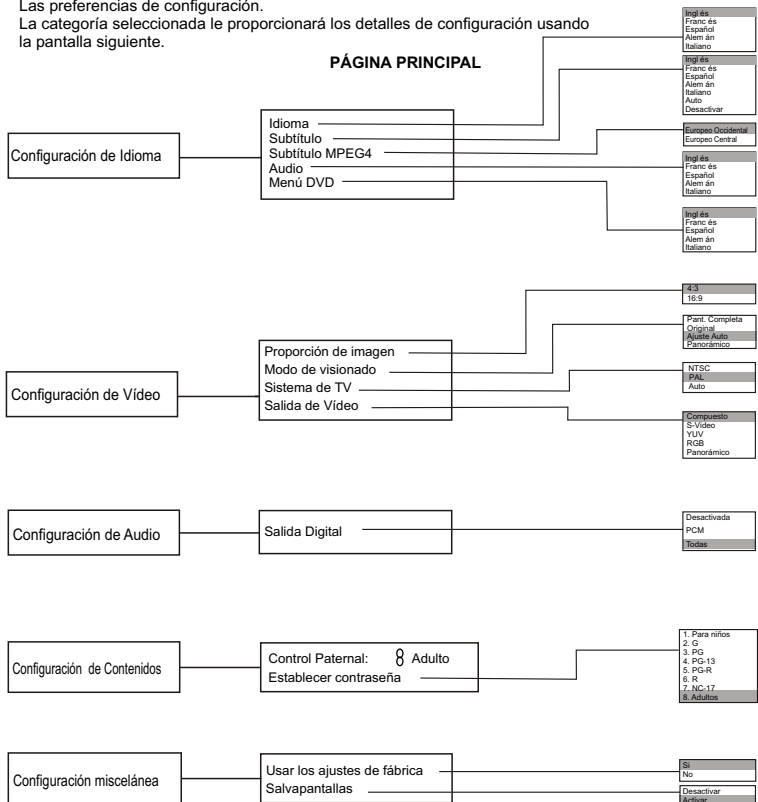 Las preferencias de configuración.
La categoría seleccionada le proporcionará los detalles de configuración usando
la pantalla siguiente.
PÁGINA PRINCIPAL
Configuración de Idioma
Idioma
Subtítulo
Subtítulo MPEG4
Audio
Menú DVD
Ingl és
Franc és
Español
Alem án
Italiano
Ingl és
Franc és
Español
Alem án
Italiano
Auto
Desactivar
Europeo Occidental
Europeo Central
Ingl és
Franc és
Español
Alem án
Italiano
Ingl és
Franc és
Español
Alem án
Italiano
Configuración de Vídeo
Proporción de imagen
Modo de visionado
Sistema de TV
Salida de Vídeo
4:3
16:9
Pant. Completa
Original
Ajuste Auto
Panorámico
NTSC
PAL
Auto
Compuesto
S-Video
YUV
RGB
Panorámico
Configuración de Audio
Salida Digital
Desactivada
PCM
Todas
Configuración de Contenidos
Control Paternal: 8 Adulto
Establecer contraseña
1. Para niños
2. G
3. PG
4. PG-13
5. PG-R
6. R
7. NC-17
8. Adultos
Configuración miscelánea
Usar los ajustes de fábrica
Salvapantallas
Si
No
Desactivar
Activar